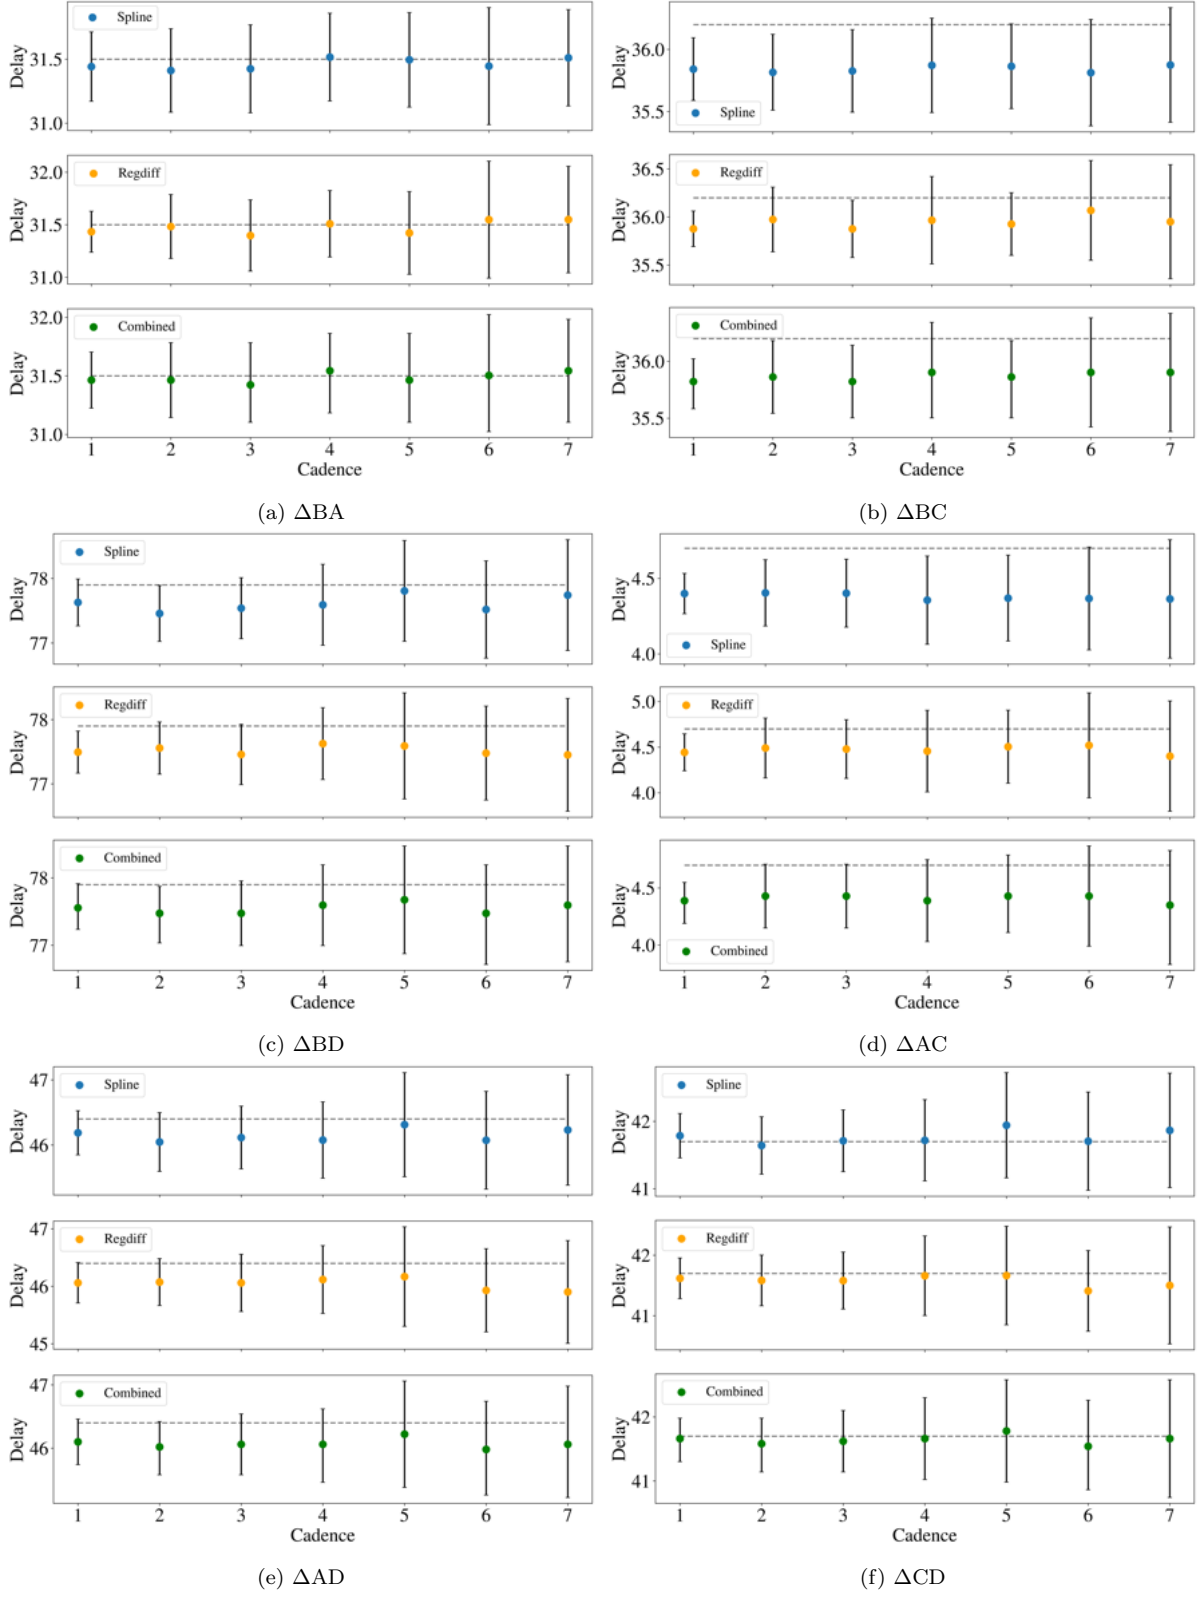 Spline
Delay
31.5
31.0
Regdiff
Delay
32.0
31.5
31.0
Combined
Delay
32.0
31.5
31.0
1 2 3 4 5 6 7
Cadence
(a) ΔBA
Spline
Delay
36.0
35.5
Regdiff
Delay
36.5
36.0
35.5
Combined
Delay
36.0
35.5
1 2 3 4 5 6 7
Cadence
(b) ΔBC
Spline
Delay
78
77
Regdiff
Delay
78
77
Combined
Delay
78
77
1 2 3 4 5 6 7
Cadence
(c) ΔBD
Spline
Delay
4.5
4.0
Regdiff
Delay
5.0
4.5
4.0
Combined
Delay
4.5
4.0
1 2 3 4 5 6 7
Cadence
(d) ΔAC
Spline
Delay
47
46
Regdiff
Delay
47
46
45
Combined
Delay
47
46
1 2 3 4 5 6 7
Cadence
(e) ΔAD
Spline
Delay
42
41
Regdiff
Delay
42
41
Combined
Delay
42
41
1 2 3 4 5 6 7
Cadence
(f) ΔCD